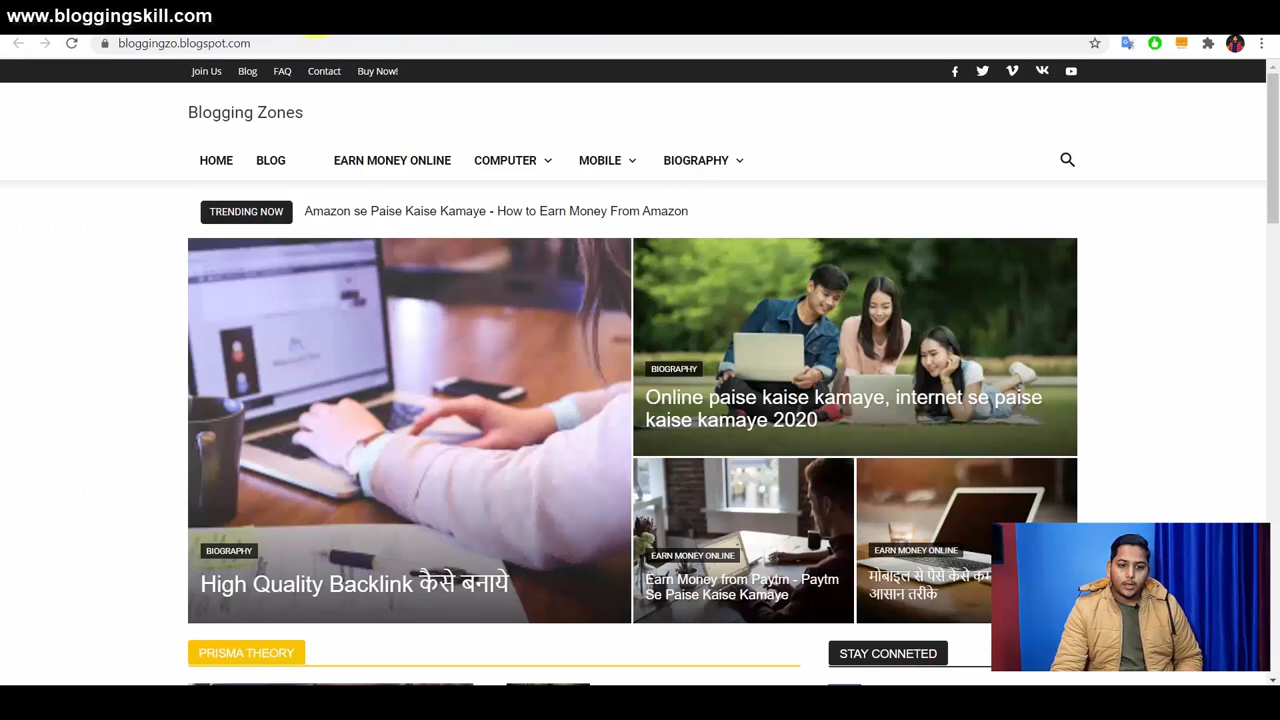 www.bloggingskill.com
bloggingzo.blogspot.com
Join Us Blog FAQ Contact Buy Now!
Blogging Zones
HOME BLOG EARN MONEY ONLINE COMPUTER MOBILE BIOGRAPHY
TRENDING NOW Amazon se Paise Kaise Kamaye - How to Earn Money From Amazon
BIOGRAPHY
Online paise kaise kamaye, internet se paise
kaise kamaye 2020
BIOGRAPHY
High Quality Backlink कैसे बनाये
EARN MONEY ONLINE
Earn Money from Paytm - Paytm
Se Paise Kaise Kamaye
EARN MONEY ONLINE
मोबाइल से पैसे कैसे
आसान तरीके
PRISMA THEORY
STAY CONNETED